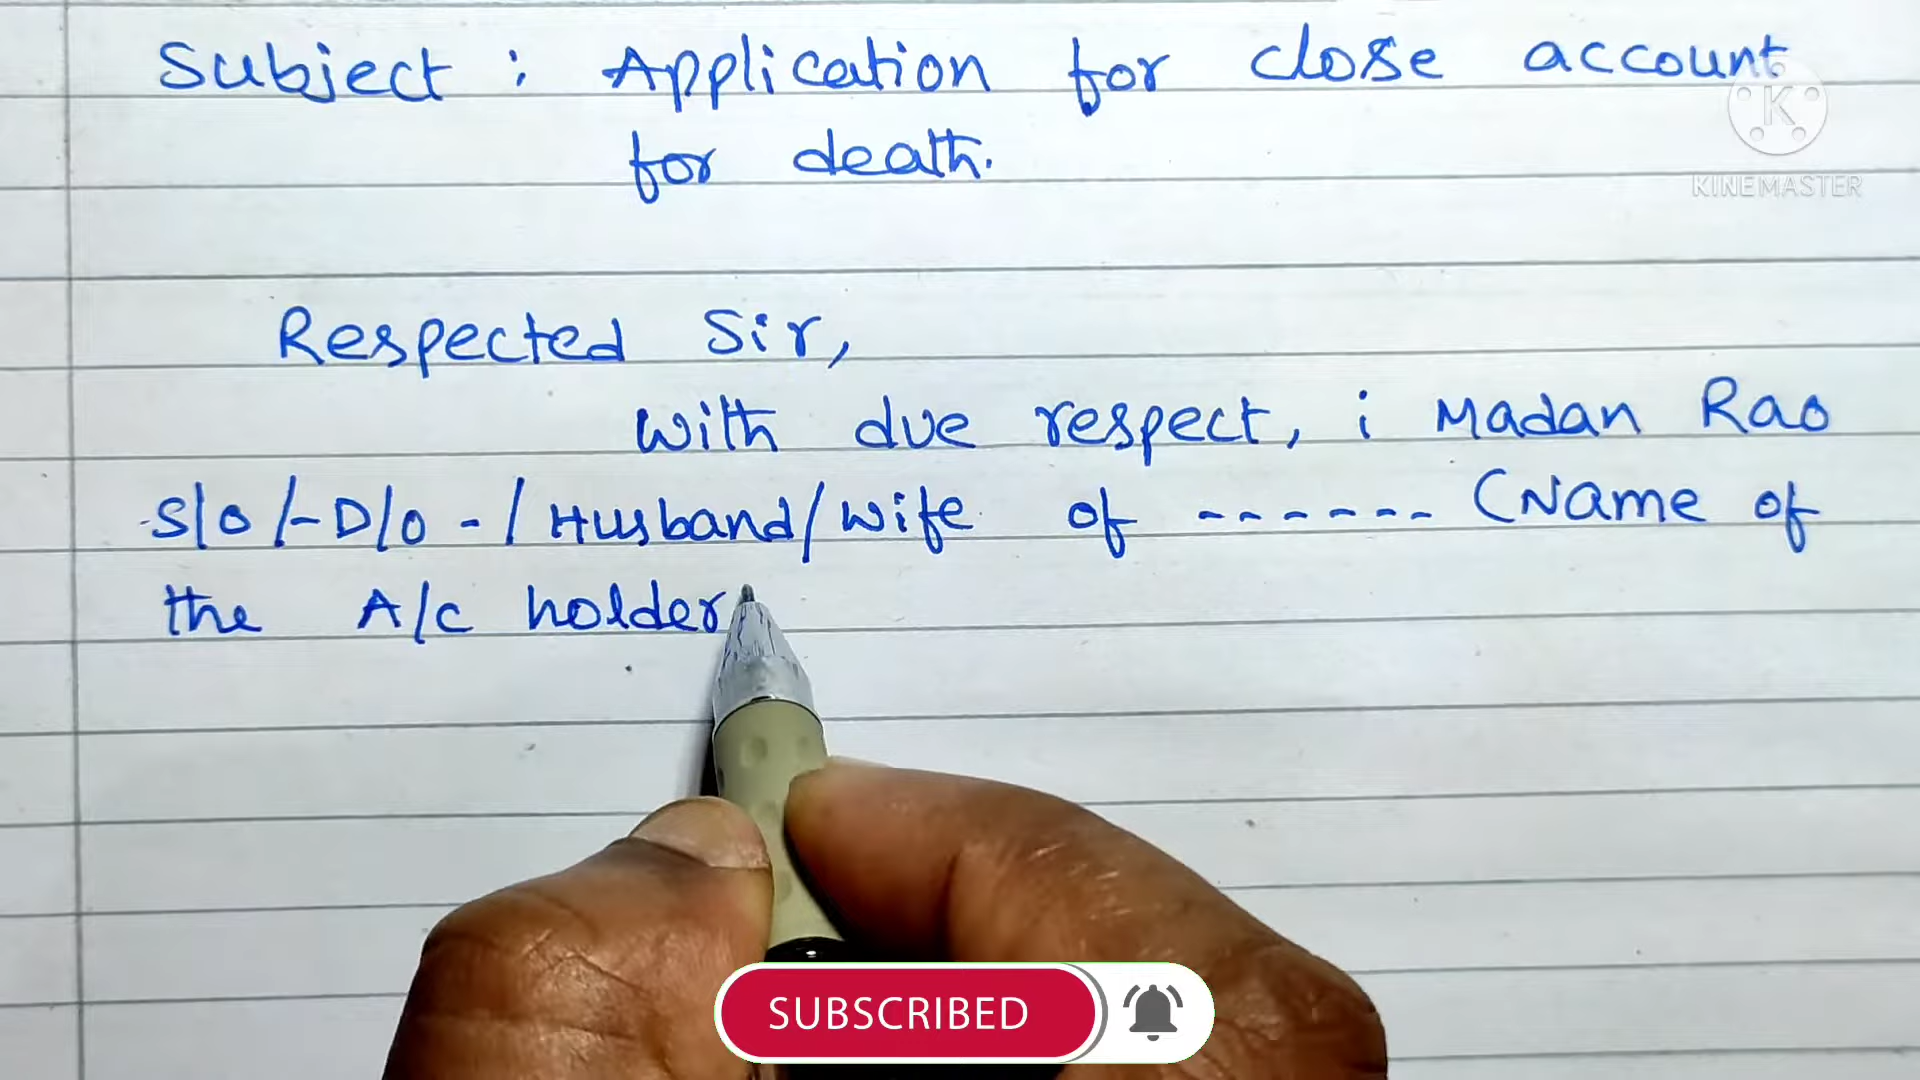 Subject : Application for close account
for death.
K
KINEMASTER
Respected Sir,
With due respect, i Madan Rao
S/o/-D/o -/Husband/Wife of ------ (Name of
the A/c holder
SUBSCRIBED